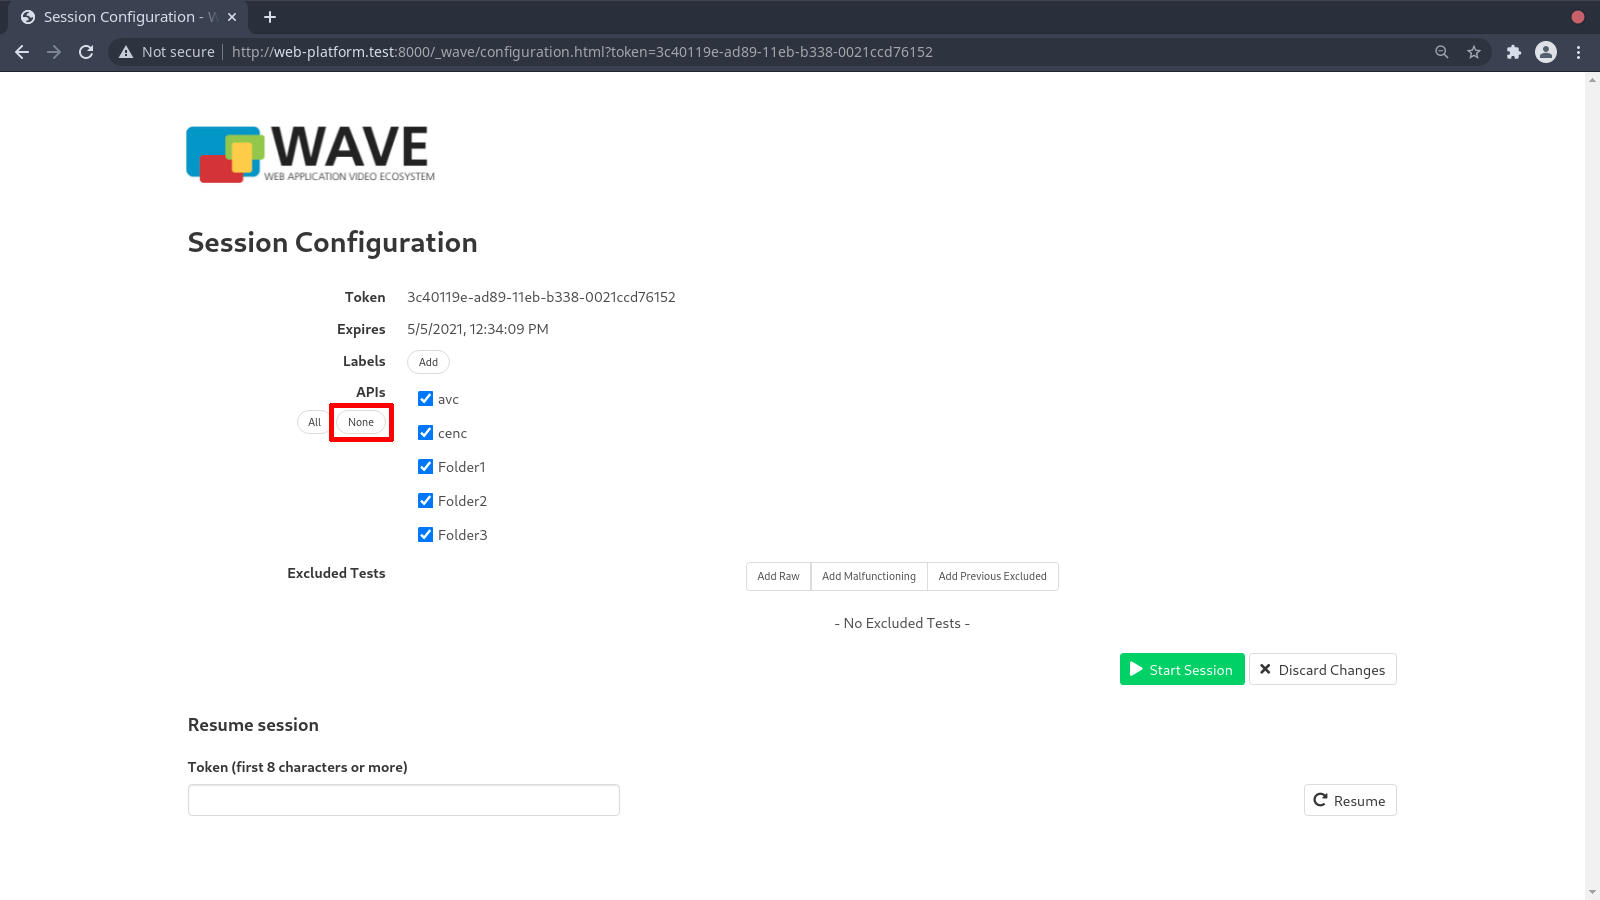 Session Configuration - W
Not secure | http://web-platform.test:8000/_wave/configuration.html?token=3c40119e-ad89-11eb-b338-0021ccd76152
WAVE
WEB APPLICATION VIDEO ECOSYSTEM
Session Configuration
Token 3c40119e-ad89-11eb-b338-0021ccd76152
Expires 5/5/2021, 12:34:09 PM
Labels Add
APIs
avc
All None
cenc
Folder1
Folder2
Folder3
Excluded Tests Add Raw Add Malfunctioning Add Previous Excluded
- No Excluded Tests -
Start Session Discard Changes
Resume session
Token (first 8 characters or more)
Resume